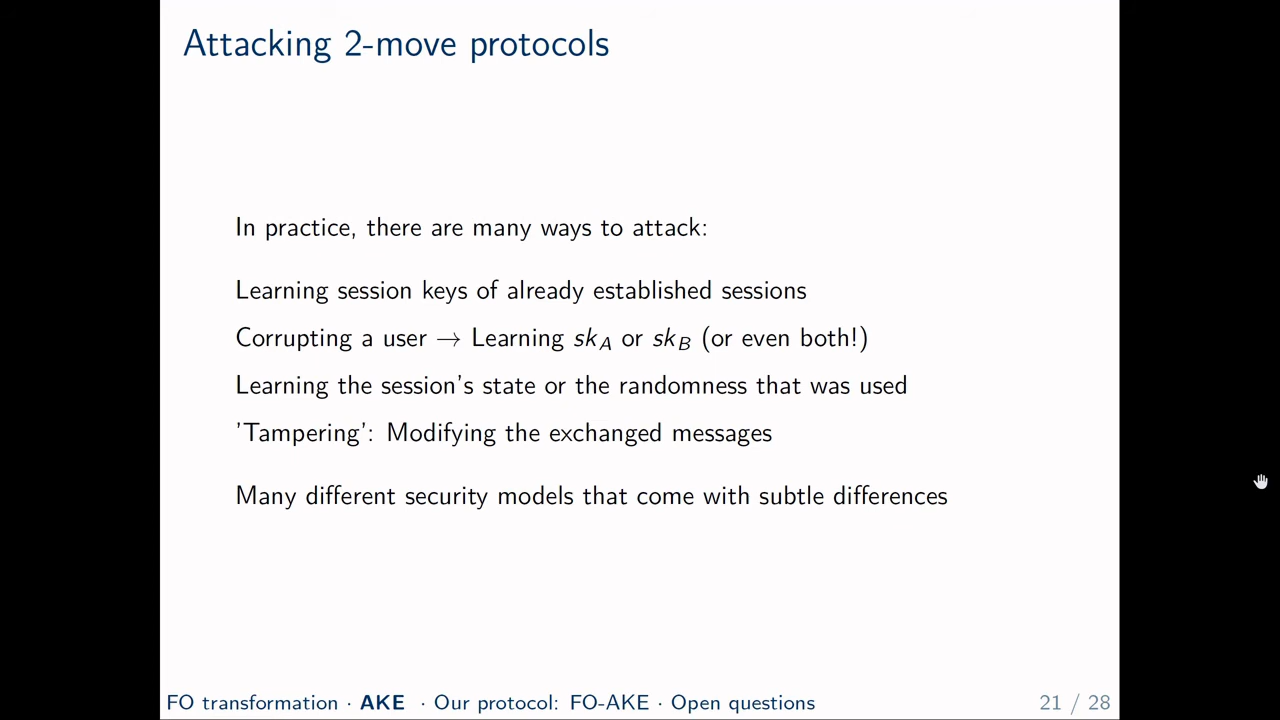 Attacking 2-move protocols
In practice, there are many ways to attack:
Learning session keys of already established sessions
Corrupting a user → Learning sk_A or sk_B (or even both!)
Learning the session's state or the randomness that was used
'Tampering': Modifying the exchanged messages
Many different security models that come with subtle differences
FO transformation · AKE · Our protocol: FO-AKE · Open questions 21 / 28